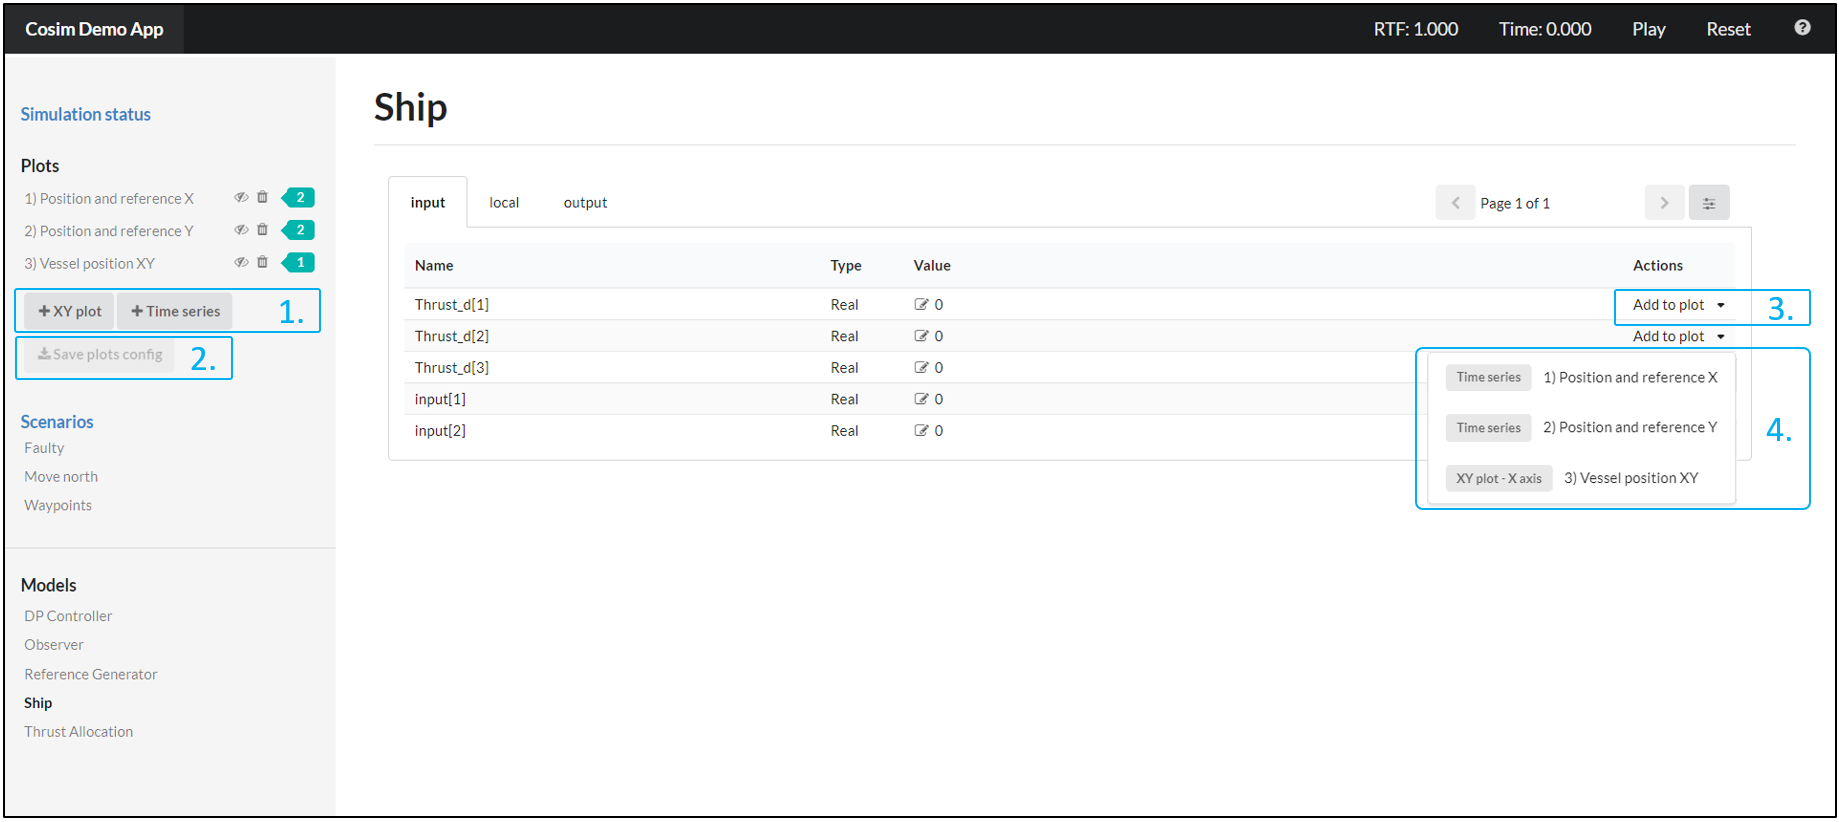 Cosim Demo App RTF: 1.000 Time: 0.000 Play Reset ?
Simulation status
Plots
1) Position and reference X 2
2) Position and reference Y 2
3) Vessel position XY 1
+ XY plot + Time series 1.
Save plots config 2.
Scenarios
Faulty
Move north
Waypoints
Models
DP Controller
Observer
Reference Generator
Ship
Thrust Allocation
Ship
input local output Page 1 of 1
Name Type Value Actions
Thrust_d[1] Real 0 Add to plot 3.
Thrust_d[2] Real 0 Add to plot
Thrust_d[3] Real 0
input[1] Real 0
input[2] Real 0
Time series 1) Position and reference X
Time series 2) Position and reference Y
4.
XY plot - X axis 3) Vessel position XY